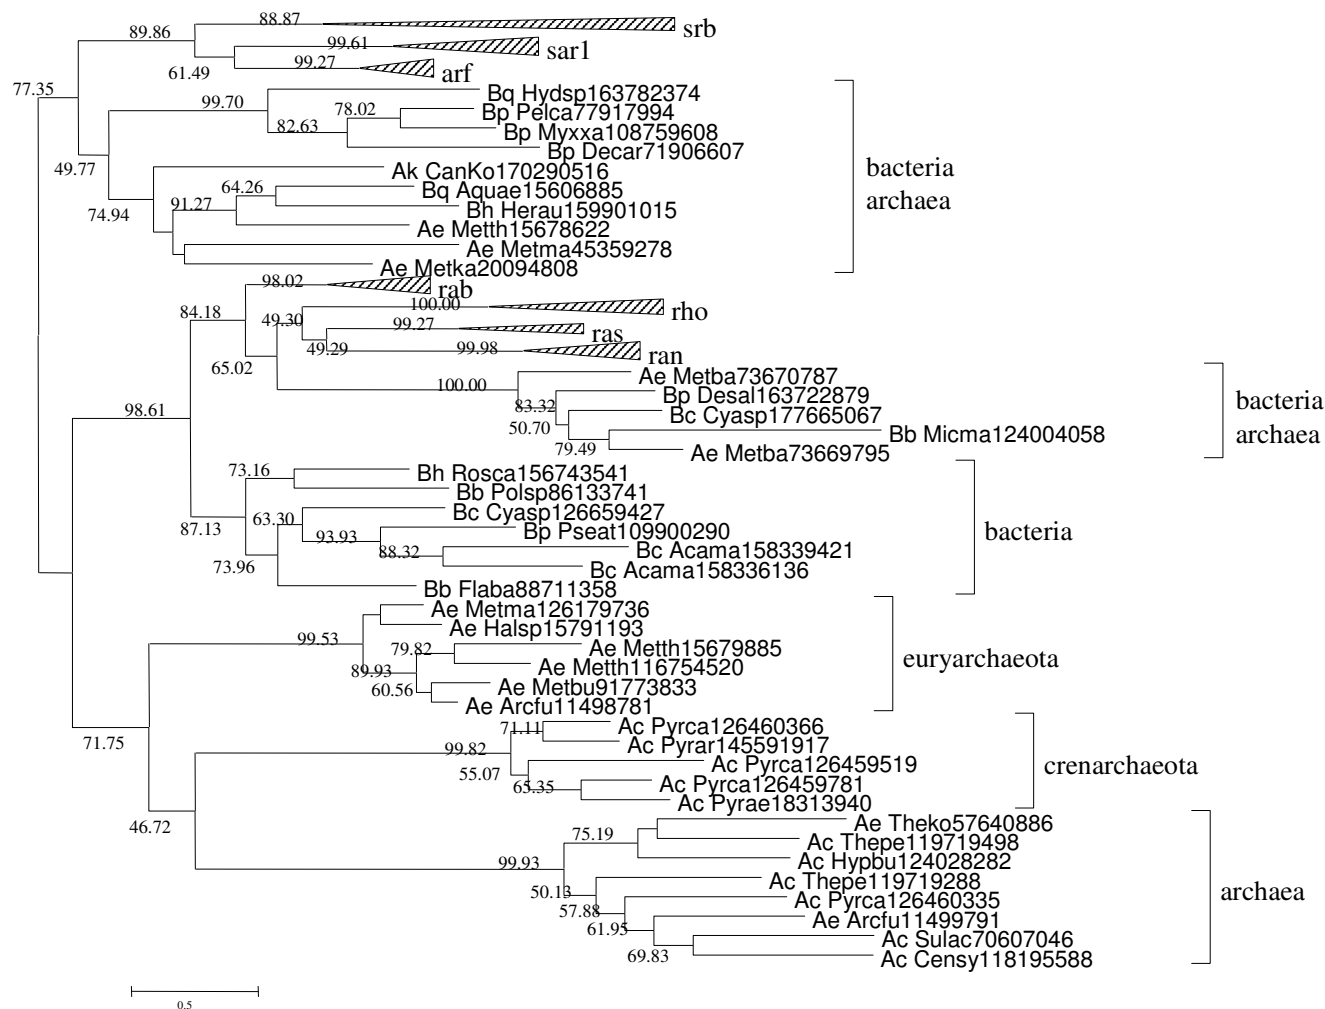 88.87
srb
89.86
99.61
sar1
61.49
99.27
arf
77.35
99.70
Bq Hydsp163782374
78.02
Bp Pelca77917994
82.63
Bp Myxxa108759608
Bp Decar71906607
49.77
Ak CanKo170290516
bacteria
archaea
64.26
Bq Aquae15606885
74.94
91.27
Bh Herau159901015
Ae Metth15678622
Ae Metma45359278
Ae Metka20094808
98.02
rab
84.18
49.30
100.00
rho
99.27
ras
49.29
99.98
ran
65.02
100.00
Ae Metba73670787
83.32
Bp Desal163722879
98.61
50.70
Bc Cyasp177665067
bacteria
archaea
79.49
Bb Micma124004058
Ae Metba73669795
73.16
Bh Rosca156743541
Bb Polsp86133741
87.13
63.30
Bc Cyasp126659427
93.93
Bp Pseat109900290
bacteria
88.32
Bc Acama158339421
73.96
Bc Acama158336136
Bb Flaba88711358
Ae Metma126179736
99.53
Ae Halsp15791193
79.82
Ae Metth15679885
euryarchaeota
89.93
Ae Metth116754520
60.56
Ae Metbu91773833
Ae Arcfu11498781
71.75
71.11
Ac Pyrca126460366
99.82
Ac Pyrar145591917
55.07
Ac Pyrca126459519
crenarchaeota
65.35
Ac Pyrca126459781
Ac Pyrae18313940
46.72
75.19
Ae Theko57640886
Ac Thepe119719498
99.93
Ac Hypbu124028282
50.13
Ac Thepe119719288
archaea
57.88
Ac Pyrca126460335
61.95
Ae Arcfu11499791
69.83
Ac Sulac70607046
Ac Censy118195588
0.5